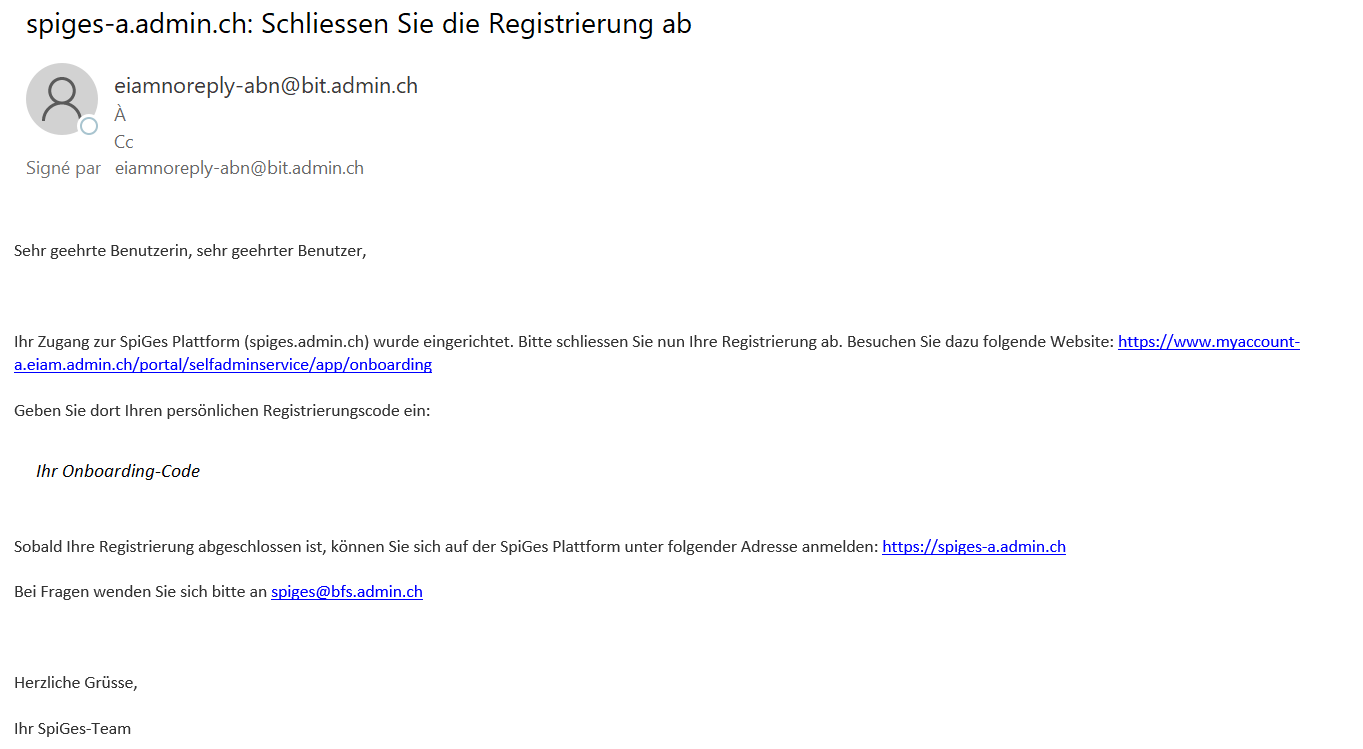 spiges-a.admin.ch: Schliessen Sie die Registrierung ab
eiamnoreply-abn@bit.admin.ch
À
Cc
Signé par eiamnoreply-abn@bit.admin.ch
Sehr geehrte Benutzerin, sehr geehrter Benutzer,
Ihr Zugang zur SpiGes Plattform (spiges.admin.ch) wurde eingerichtet. Bitte schliessen Sie nun Ihre Registrierung ab. Besuchen Sie dazu folgende Website: https://www.myaccount-
a.eiam.admin.ch/portal/selfadminservice/app/onboarding
Geben Sie dort Ihren persönlichen Registrierungscode ein:
Ihr Onboarding-Code
Sobald Ihre Registrierung abgeschlossen ist, können Sie sich auf der SpiGes Plattform unter folgender Adresse anmelden: https://spiges-a.admin.ch
Bei Fragen wenden Sie sich bitte an spiges@bfs.admin.ch
Herzliche Grüsse,
Ihr SpiGes-Team